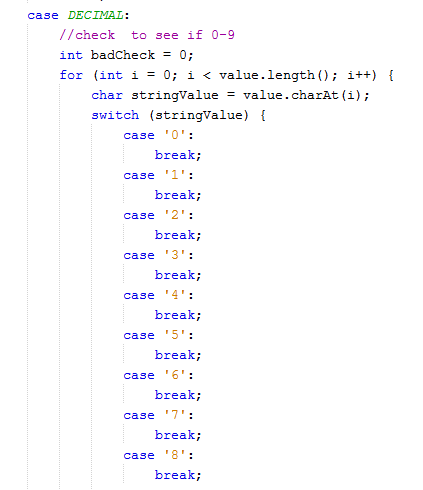 case DECIMAL:
//check  to see if 0-9
int badCheck = 0;
for (int i = 0; i < value.length(); i++) {
char stringValue = value.charAt(i);
switch (stringValue) {
case '0':
break;
case '1':
break;
case '2':
break;
case '3':
break;
case '4':
break;
case '5':
break;
case '6':
break;
case '7':
break;
case '8':
break;